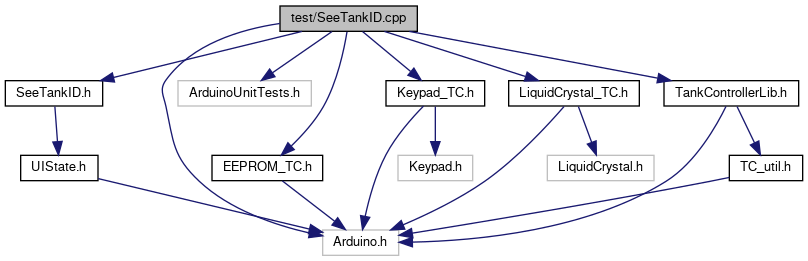 test/SeeTankID.cpp
SeeTankID.h
ArduinoUnitTests.h
Keypad_TC.h
LiquidCrystal_TC.h
TankControllerLib.h
UIState.h
EEPROM_TC.h
Keypad.h
LiquidCrystal.h
TC_util.h
Arduino.h